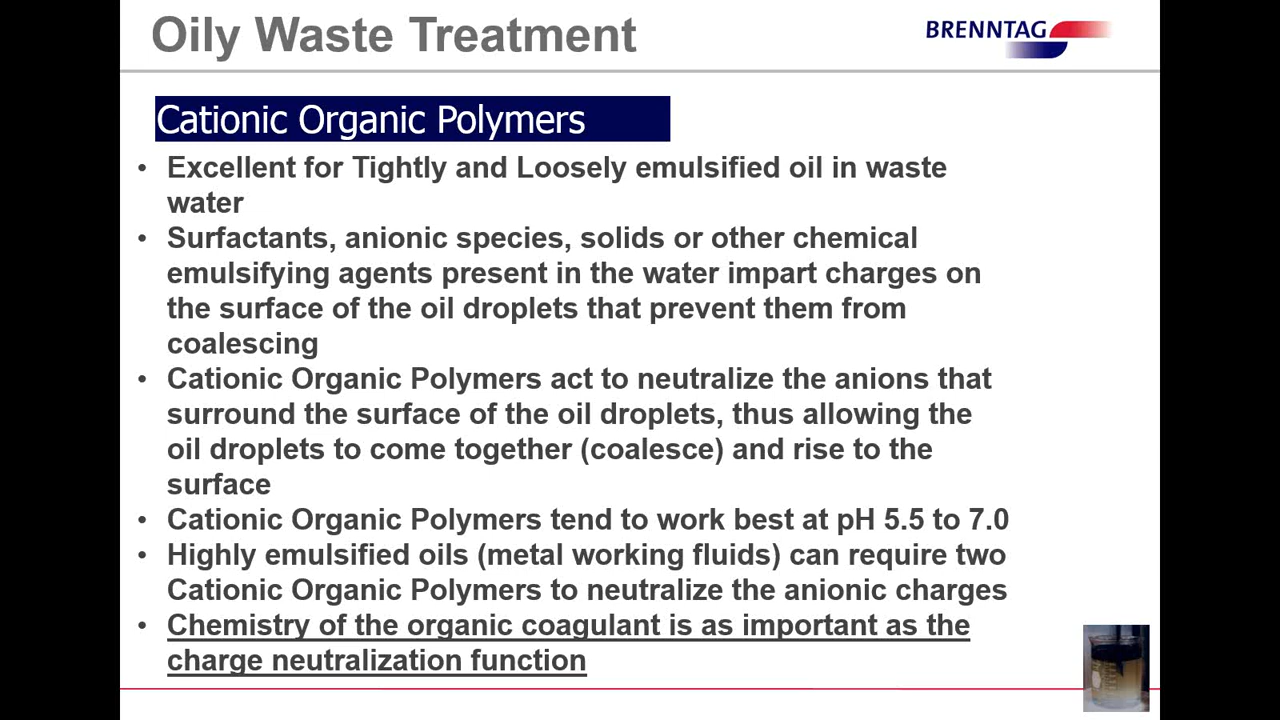 Oily Waste Treatment
BRENNTAG
Cationic Organic Polymers
• Excellent for Tightly and Loosely emulsified oil in waste
water
• Surfactants, anionic species, solids or other chemical
emulsifying agents present in the water impart charges on
the surface of the oil droplets that prevent them from
coalescing
• Cationic Organic Polymers act to neutralize the anions that
surround the surface of the oil droplets, thus allowing the
oil droplets to come together (coalesce) and rise to the
surface
• Cationic Organic Polymers tend to work best at pH 5.5 to 7.0
• Highly emulsified oils (metal working fluids) can require two
Cationic Organic Polymers to neutralize the anionic charges
• Chemistry of the organic coagulant is as important as the
charge neutralization function